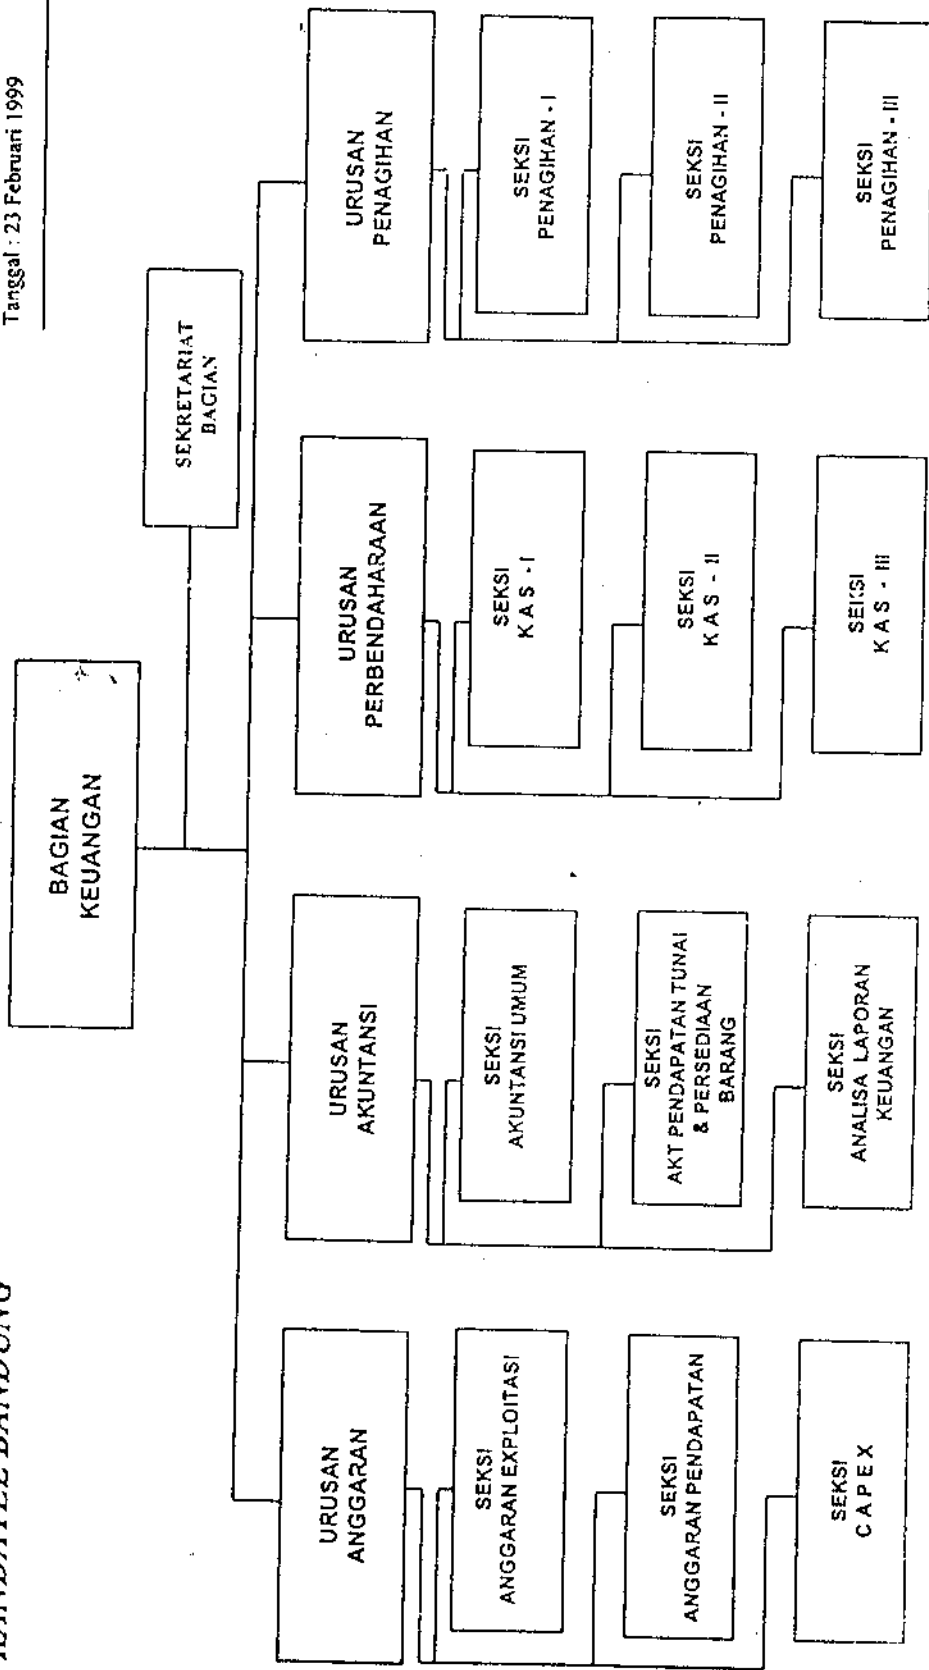 Tanggal : 23 Februari 1999
BANDUNG
BAGIAN
KEUANGAN
SEKRETARIAT
BAGIAN
URUSAN
ANGGARAN
URUSAN
AKUNTANSI
URUSAN
PERBENDAHARAAN
URUSAN
PENAGIHAN
SEKSI
ANGGARAN EXPLOITASI
SEKSI
AKUNTANSI UMUM
SEKSI
K A S - I
SEKSI
PENAGIHAN - I
SEKSI
ANGGARAN PENDAPATAN
SEKSI
AKT PENDAPATAN TUNAI
& PERSEDIAAN
BARANG
SEKSI
K A S - II
SEKSI
PENAGIHAN - II
SEKSI
C A P E X
SEKSI
ANALISA LAPORAN
KEUANGAN
SEKSI
K A S - III
SEKSI
PENAGIHAN - III